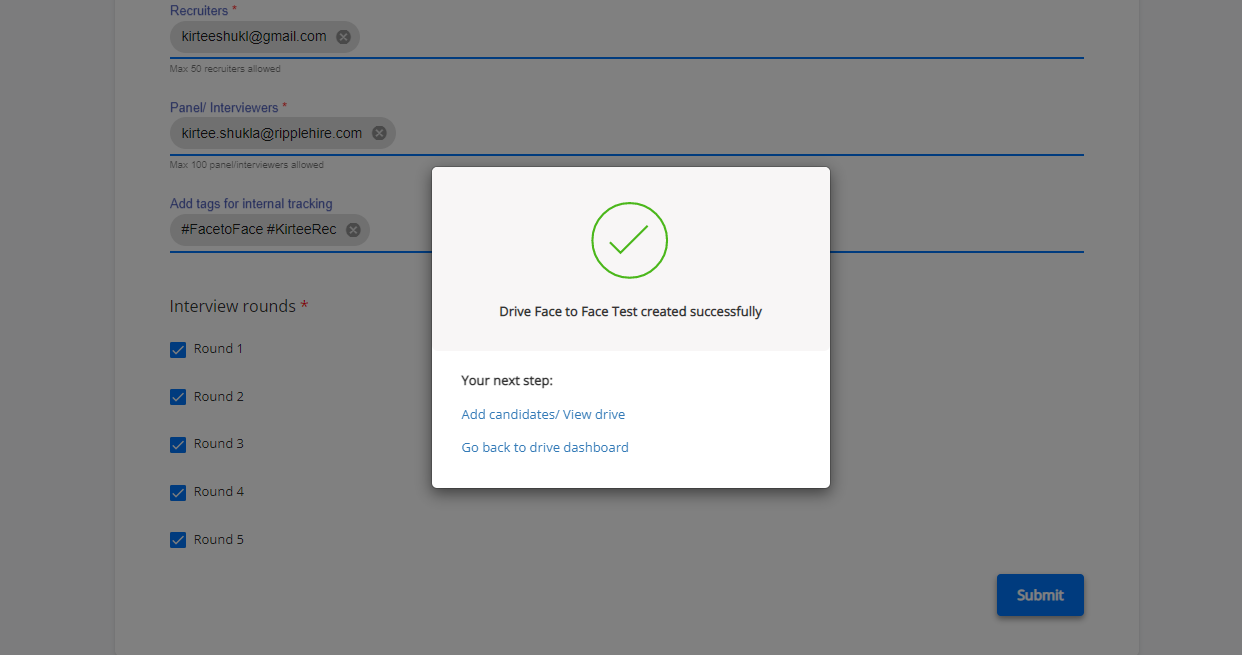 Recruiters *
kirteeshukl@gmail.com
Max 50 recruiters allowed
Panel/ Interviewers *
kirtee.shukla@ripplehire.com
Max 100 panel/interviewers allowed
Add tags for internal tracking
#FacetoFace #KirteeRec
Interview rounds *
Round 1
Round 2
Round 3
Round 4
Round 5
Submit
Drive Face to Face Test created successfully
Your next step:
Add candidates/ View drive
Go back to drive dashboard